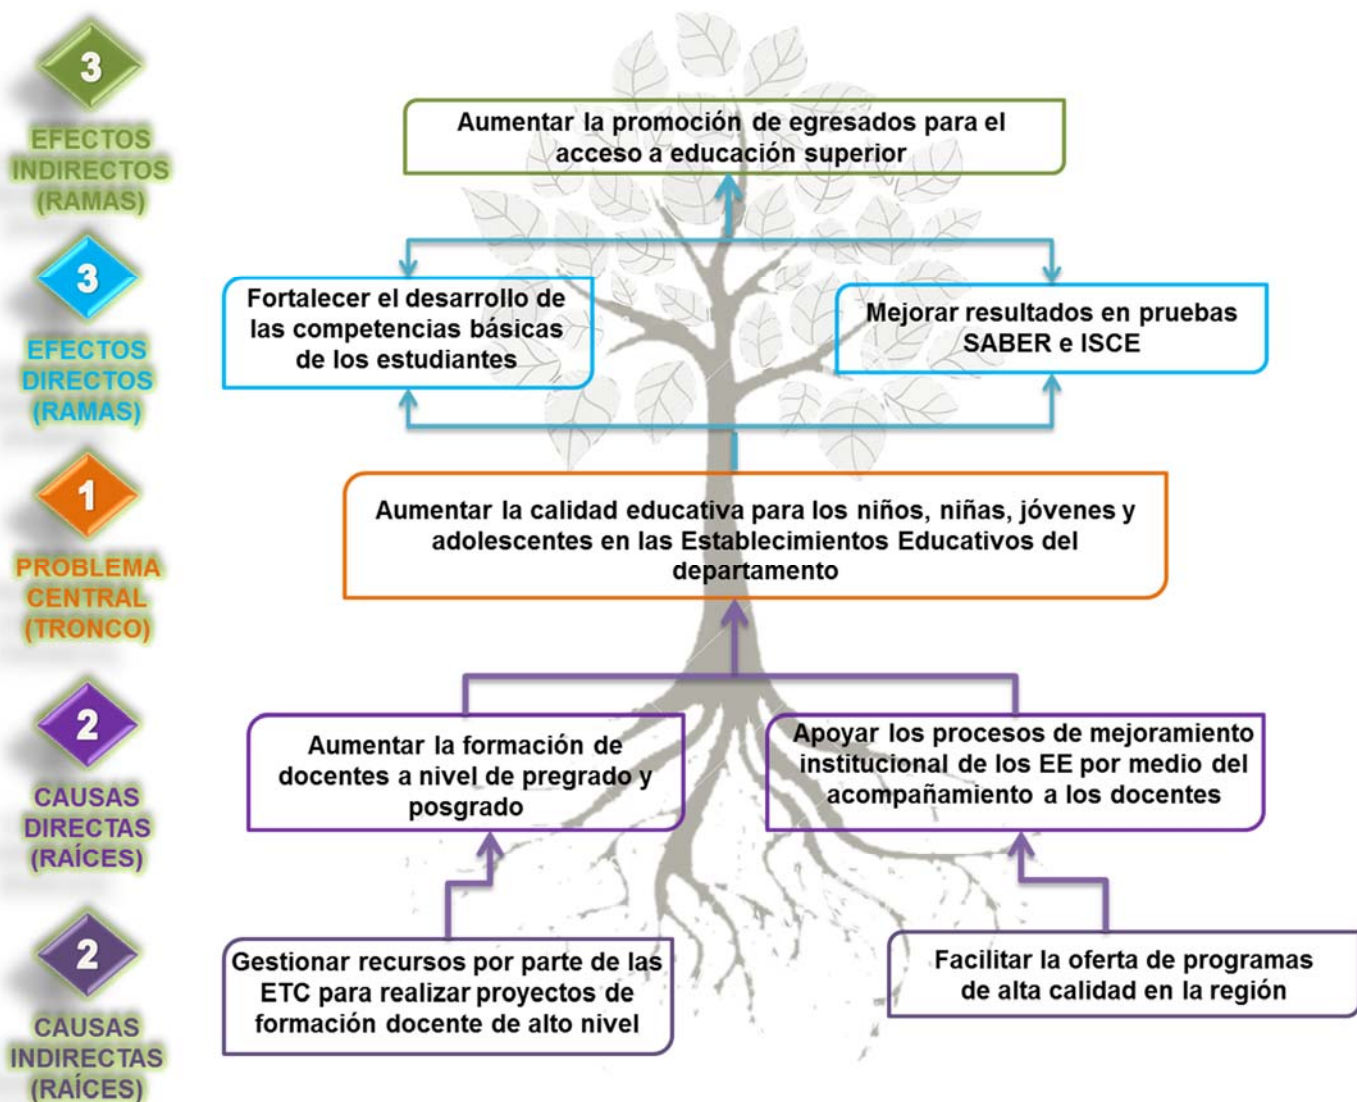 3
EFECTOS
INDIRECTOS
(RAMAS)
Aumentar la promoción de egresados para el
acceso a educación superior
3
EFECTOS
DIRECTOS
(RAMAS)
Fortalecer el desarrollo de
las competencias básicas
de los estudiantes
Mejorar resultados en pruebas
SABER e ISCE
1
PROBLEMA
CENTRAL
(TRONCO)
Aumentar la calidad educativa para los niños, niñas, jóvenes y
adolescentes en las Establecimientos Educativos del
departamento
2
CAUSAS
DIRECTAS
(RAÍCES)
Aumentar la formación de
docentes a nivel de pregrado y
posgrado
Apoyar los procesos de mejoramiento
institucional de los EE por medio del
acompañamiento a los docentes
2
CAUSAS
INDIRECTAS
(RAÍCES)
Gestionar recursos por parte de las
ETC para realizar proyectos de
formación docente de alto nivel
Facilitar la oferta de programas
de alta calidad en la región